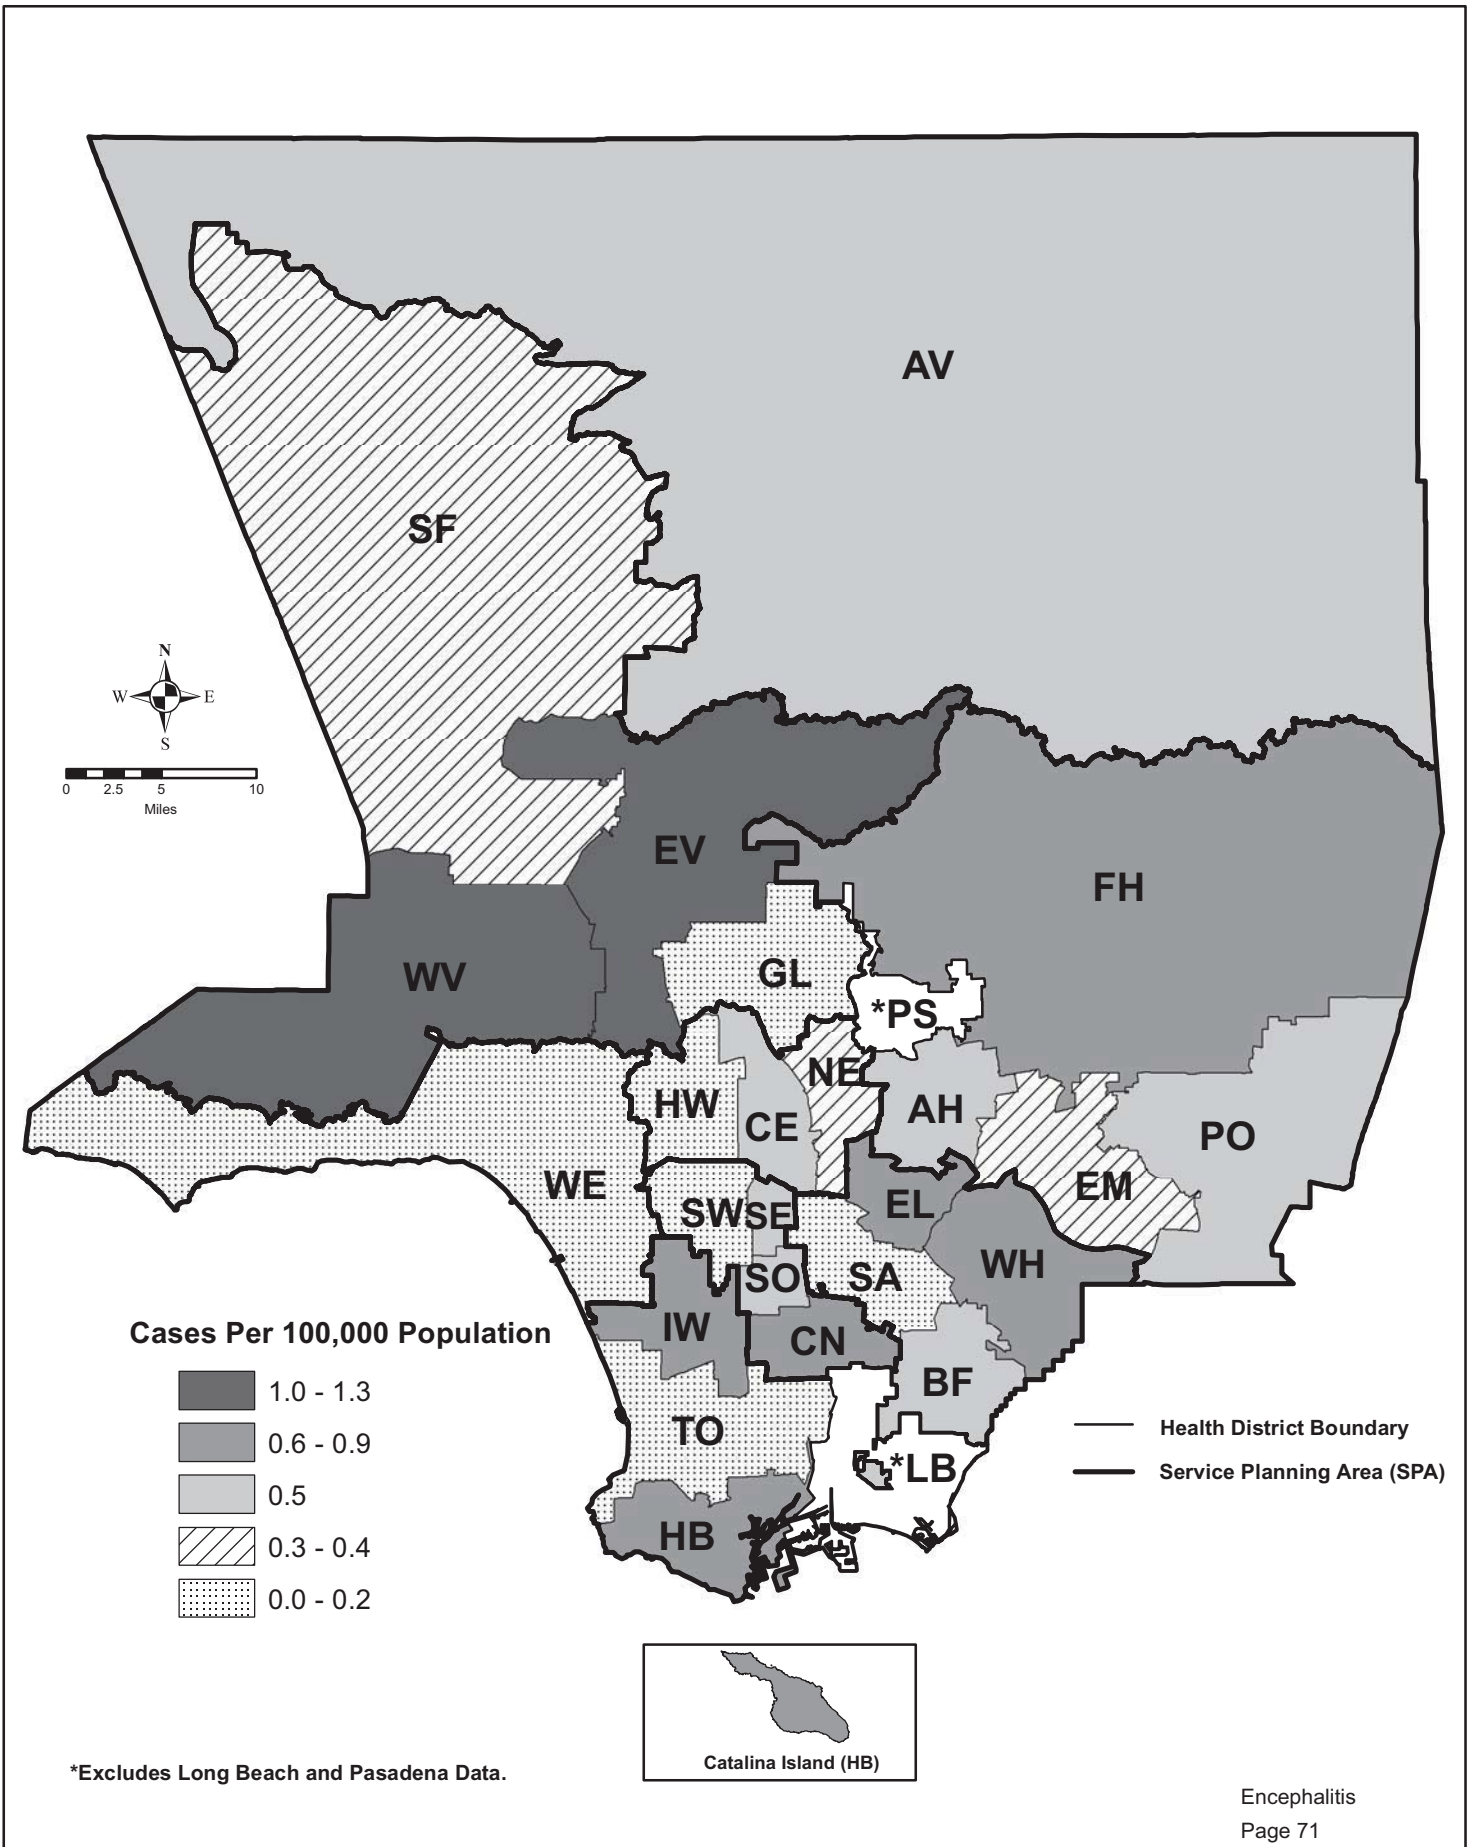 AV
SF
N
W E
S
0 2.5 5 10
Miles
EV
FH
WV
GL
*PS
NE
HW
AH
CE
PO
WE
EM
SW
SE
EL
WH
SO
SA
IW
CN
BF
TO
*LB
HB
Cases Per 100,000 Population
1.0 - 1.3
0.6 - 0.9
0.5
0.3 - 0.4
0.0 - 0.2
Health District Boundary
Service Planning Area (SPA)
Catalina Island (HB)
*Excludes Long Beach and Pasadena Data.
Encephalitis
Page 71